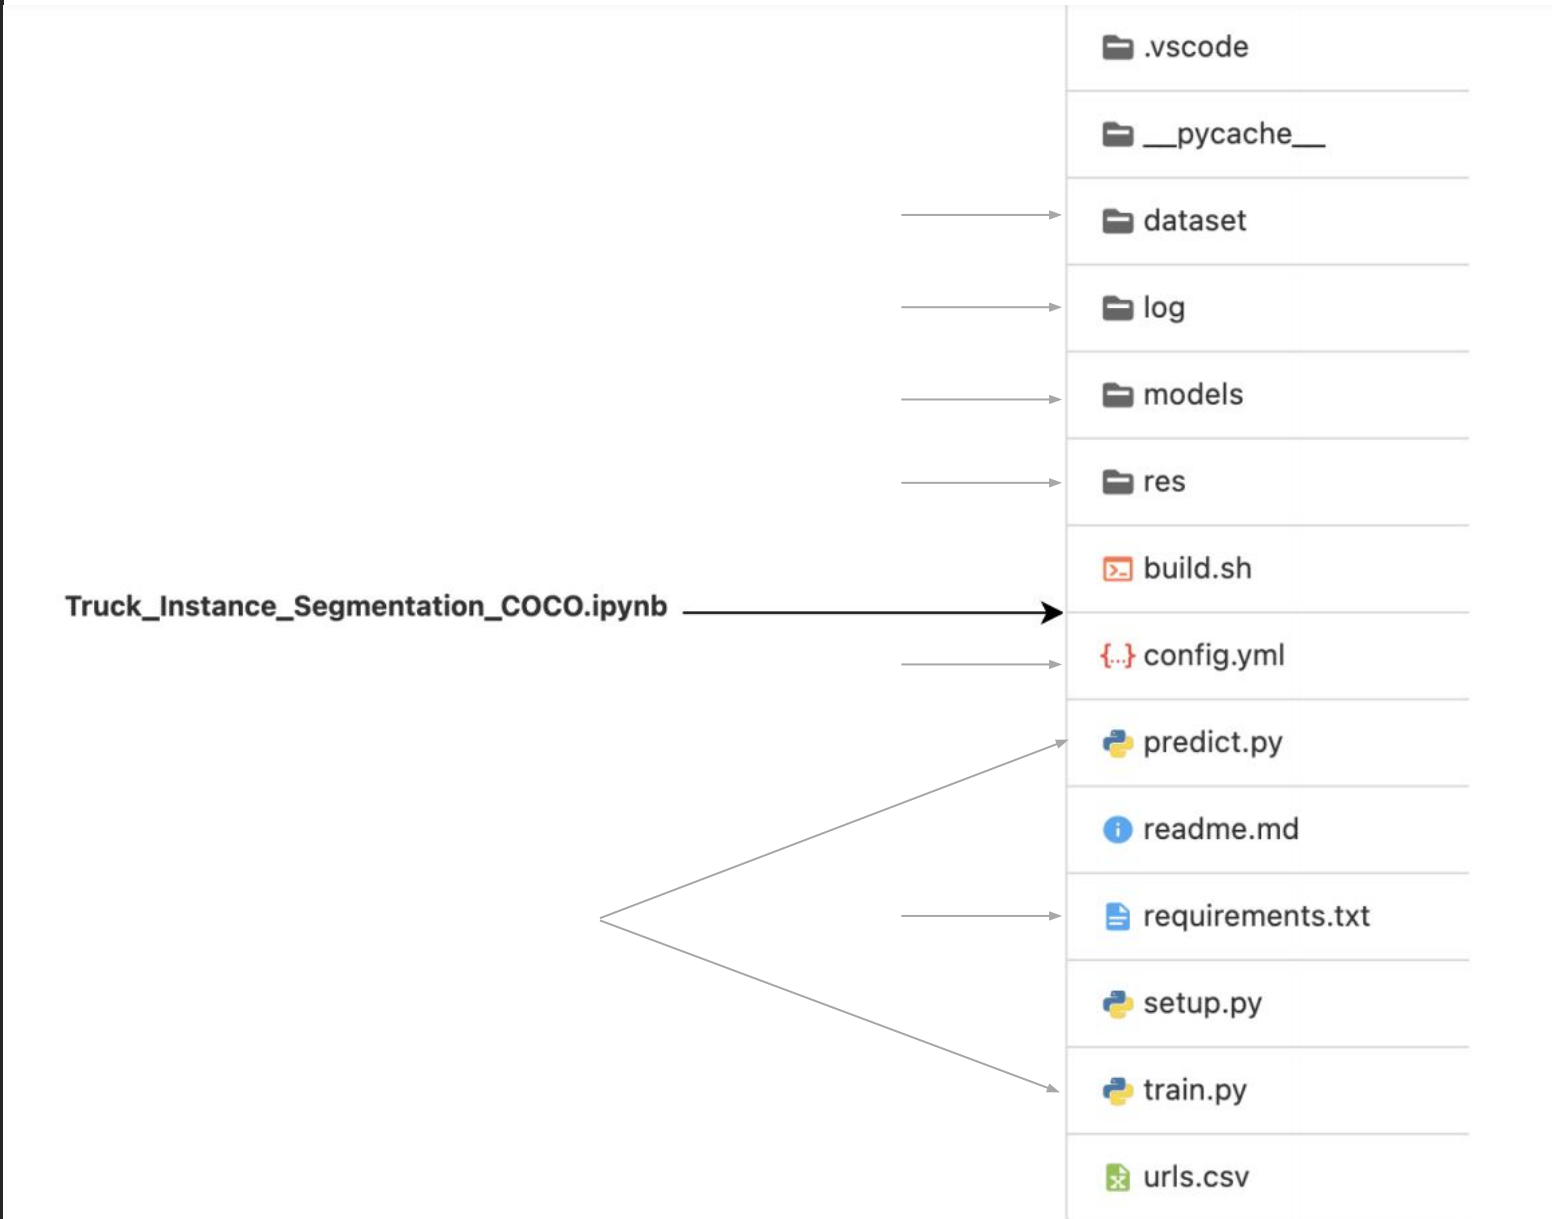 .vscode
__pycache__
dataset
log
models
res
build.sh
Truck_Instance_Segmentation_COCO.ipynb
config.yml
predict.py
readme.md
requirements.txt
setup.py
train.py
urls.csv